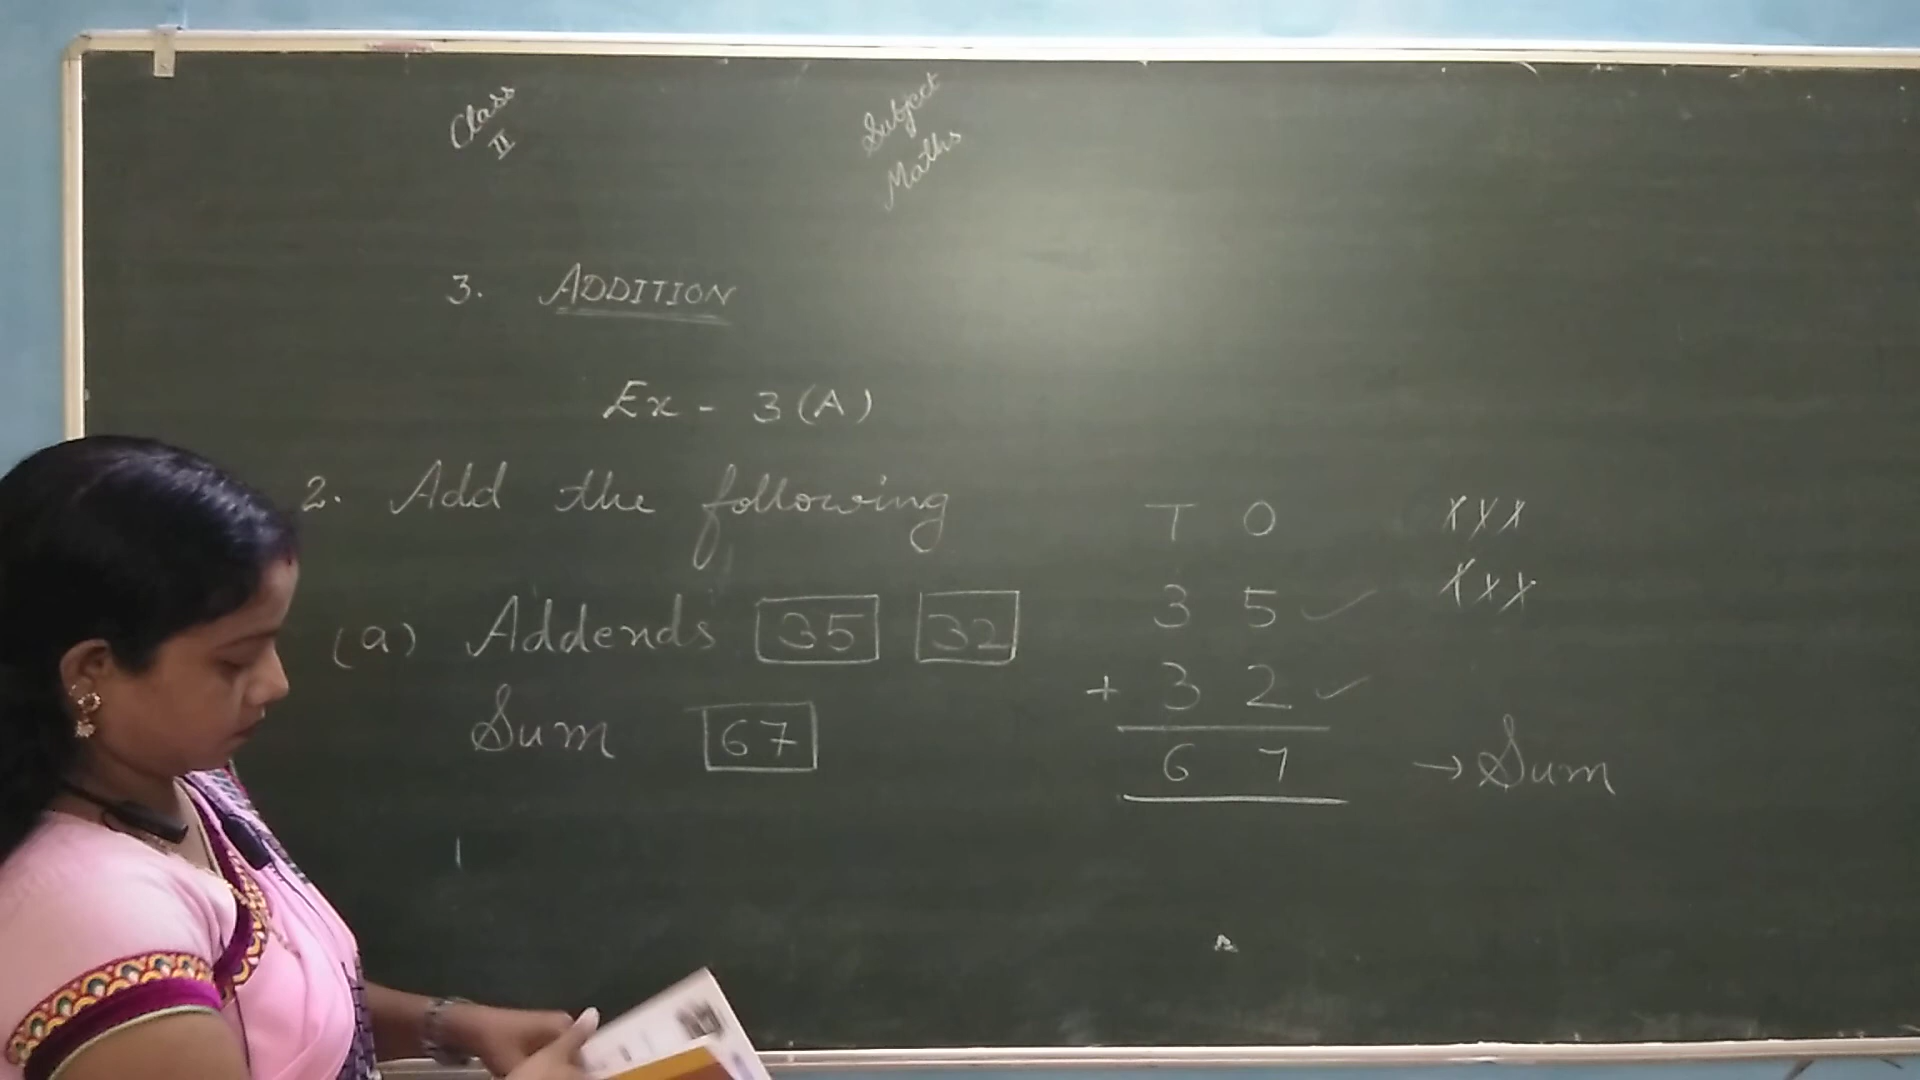 Class
II
Subject
Maths
3. ADDITION
Ex - 3(A)
2. Add the following
(a) Addends 35 32
Sum 67
T O
3 5 ✓
+ 3 2 ✓
6 7 → Sum
x x x
x x x